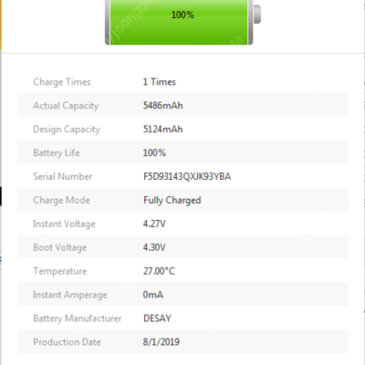 100%
Charge Times 1 Times
Actual Capacity 5486mAh
Design Capacity 5124mAh
Battery Life 100%
Serial Number F5D93143QXJK93YBA
Charge Mode Fully Charged
Instant Voltage 4.27V
Boot Voltage 4.30V
Temperature 27.00°C
Instant Amperage 0mA
Battery Manufacturer DESAY
Production Date 8/1/2019